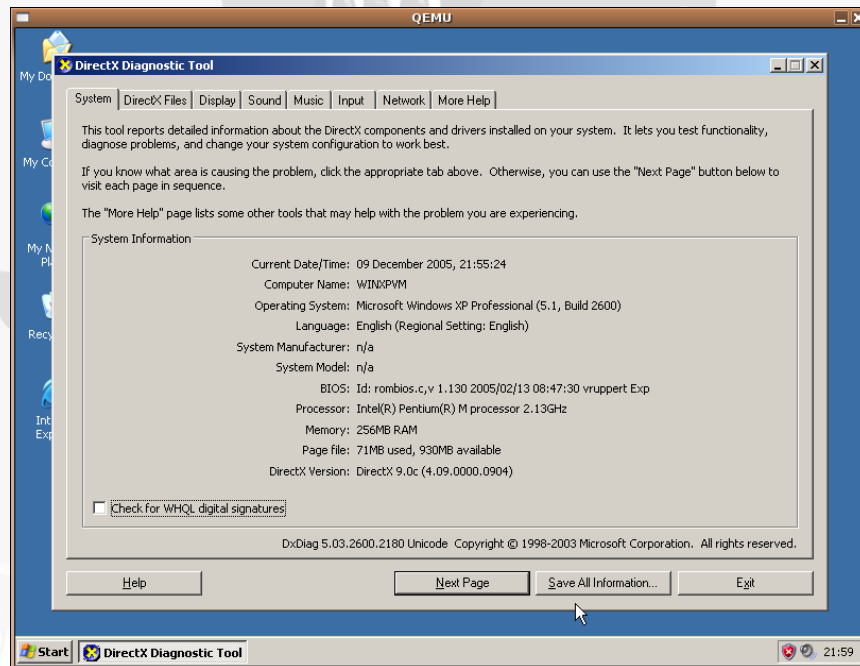 QEMU
My Do
DirectX Diagnostic Tool
System DirectX Files Display Sound Music Input Network More Help
This tool reports detailed information about the DirectX components and drivers installed on your system. It lets you test functionality,
diagnose problems, and change your system configuration to work best.
My Co
If you know what area is causing the problem, click the appropriate tab above. Otherwise, you can use the "Next Page" button below to
visit each page in sequence.
The "More Help" page lists some other tools that may help with the problem you are experiencing.
System Information
My N
Pl
Current Date/Time: 09 December 2005, 21:55:24
Computer Name: WINXPVM
Operating System: Microsoft Windows XP Professional (5.1, Build 2600)
Language: English (Regional Setting: English)
Recy
System Manufacturer: n/a
System Model: n/a
BIOS: Id: rombios.c,v 1.130 2005/02/13 08:47:30 vruppert Exp
Processor: Intel(R) Pentium(R) M processor 2.13GHz
Int
Exp
Memory: 256MB RAM
Page file: 71MB used, 930MB available
DirectX Version: DirectX 9.0c (4.09.0000.0904)
Check for WHQL digital signatures
DxDiag 5.03.2600.2180 Unicode Copyright © 1998-2003 Microsoft Corporation. All rights reserved.
Help Next Page Save All Information... Exit
Start DirectX Diagnostic Tool 21:59